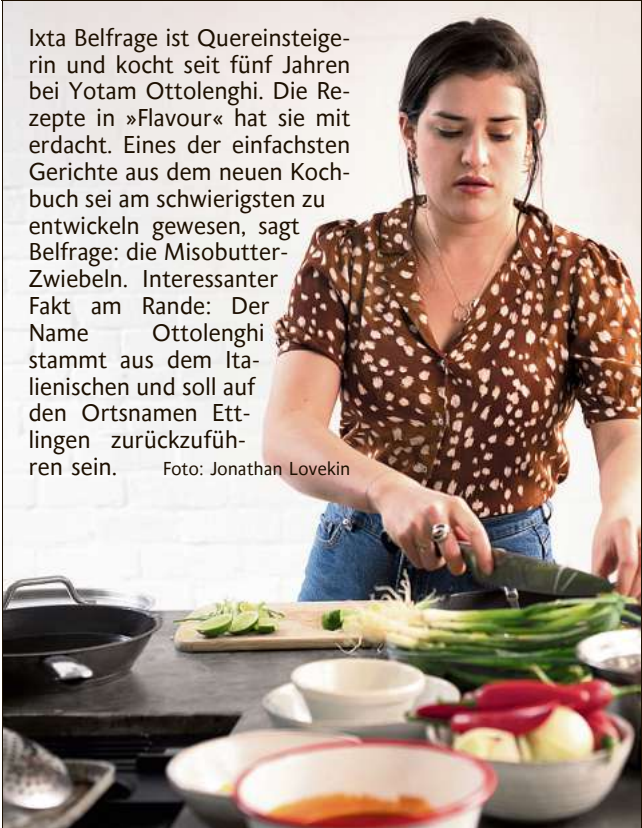 Ixta Belfrage ist Quereinsteige-
rin und kocht seit fünf Jahren
bei Yotam Ottolenghi. Die Re-
zepte in »Flavour« hat sie mit
erdacht. Eines der einfachsten
Gerichte aus dem neuen Koch-
buch sei am schwierigsten zu
entwickeln gewesen, sagt
Belfrage: die Misobutter-
Zwiebeln. Interessanter
Fakt am Rande: Der
Name Ottolenghi
stammt aus dem Ita-
lienischen und soll auf
den Ortsnamen Ett-
lingen zurückzufüh-
ren sein. Foto: Jonathan Lovekin